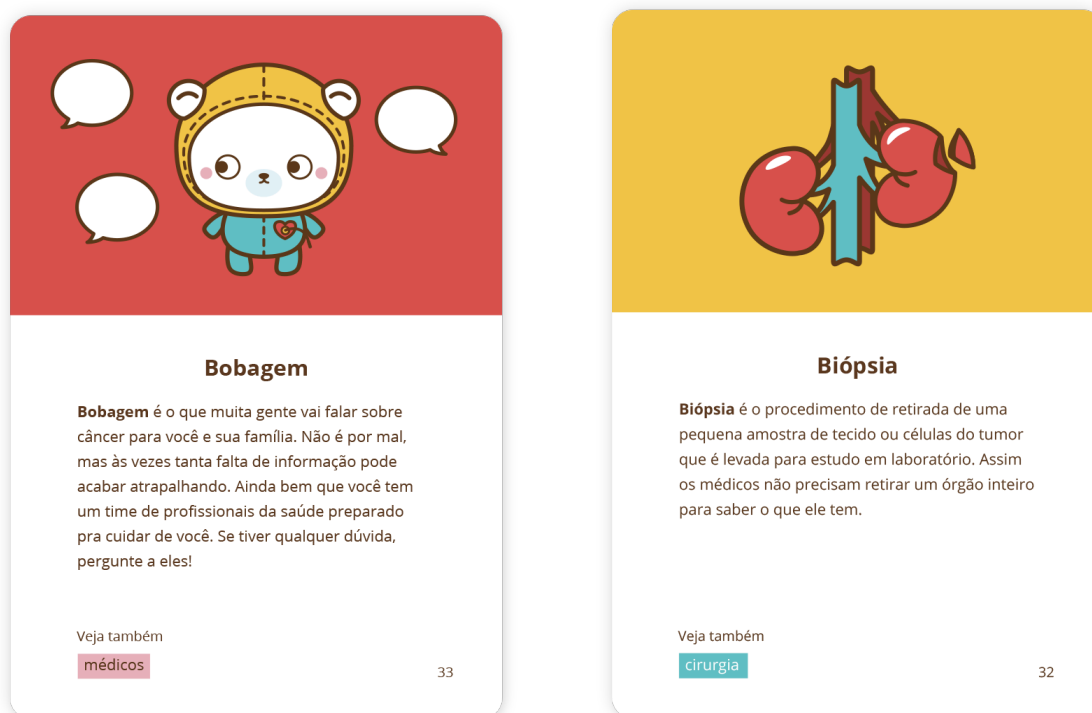 Bobagem
Bobagem é o que muita gente vai falar sobre
câncer para você e sua família. Não é por mal,
mas às vezes tanta falta de informação pode
acabar atrapalhando. Ainda bem que você tem
um time de profissionais da saúde preparado
pra cuidar de você. Se tiver qualquer dúvida,
pergunte a eles!
Veja também
médicos
33
Biópsia
Biópsia é o procedimento de retirada de uma
pequena amostra de tecido ou células do tumor
que é levada para estudo em laboratório. Assim
os médicos não precisam retirar um órgão inteiro
para saber o que ele tem.
Veja também
cirurgia
32